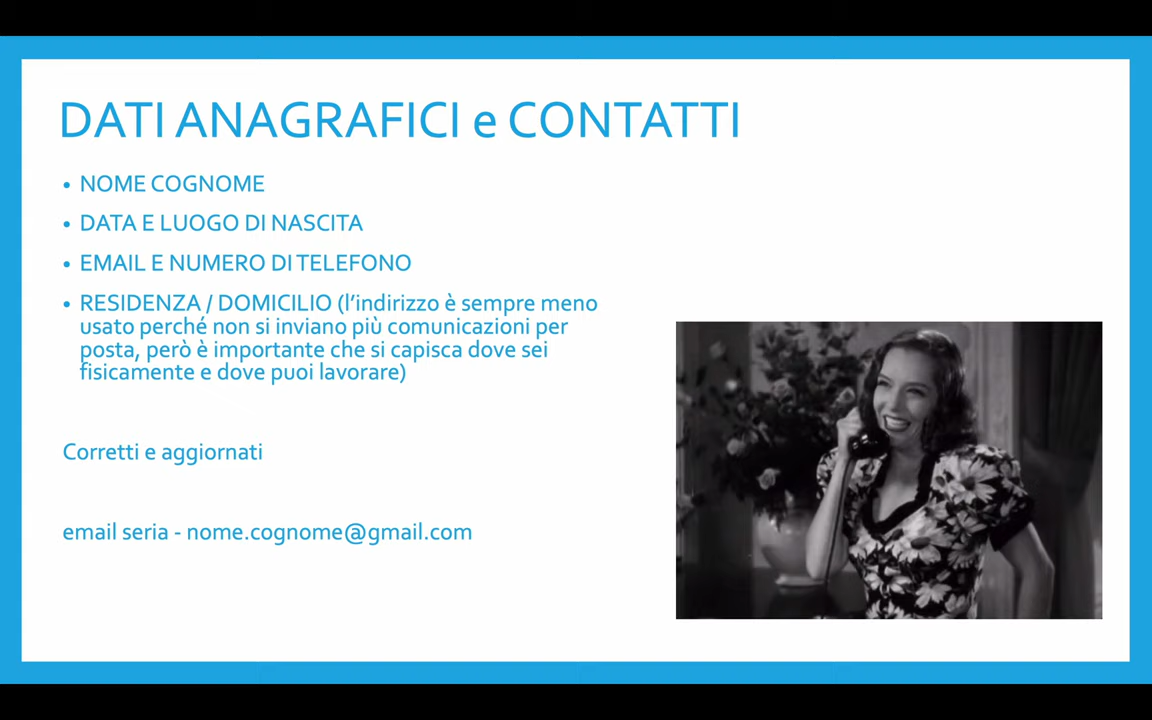 DATI ANAGRAFICI e CONTATTI
• NOME COGNOME
• DATA E LUOGO DI NASCITA
• EMAIL E NUMERO DI TELEFONO
• RESIDENZA / DOMICILIO (l’indirizzo è sempre meno
usato perché non si inviano più comunicazioni per
posta, però è importante che si capisca dove sei
fisicamente e dove puoi lavorare)
Corretti e aggiornati
email seria - nome.cognome@gmail.com